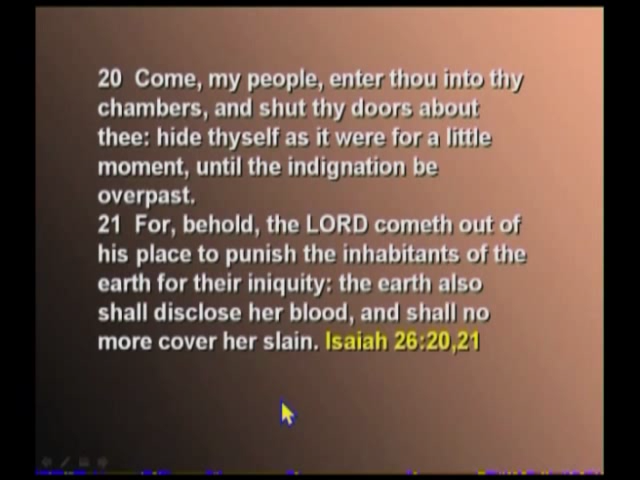 20 Come, my people, enter thou into thy
chambers, and shut thy doors about
thee: hide thyself as it were for a little
moment, until the indignation be
overpast.
21 For, behold, the LORD cometh out of
his place to punish the inhabitants of the
earth for their iniquity: the earth also
shall disclose her blood, and shall no
more cover her slain. Isaiah 26:20,21